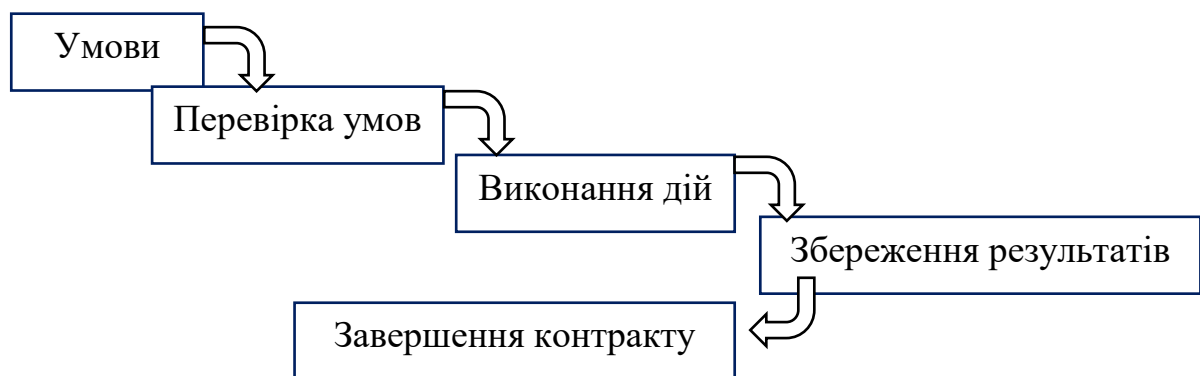 Умови
Перевірка умов
Виконання дій
Збереження результатів
Завершення контракту